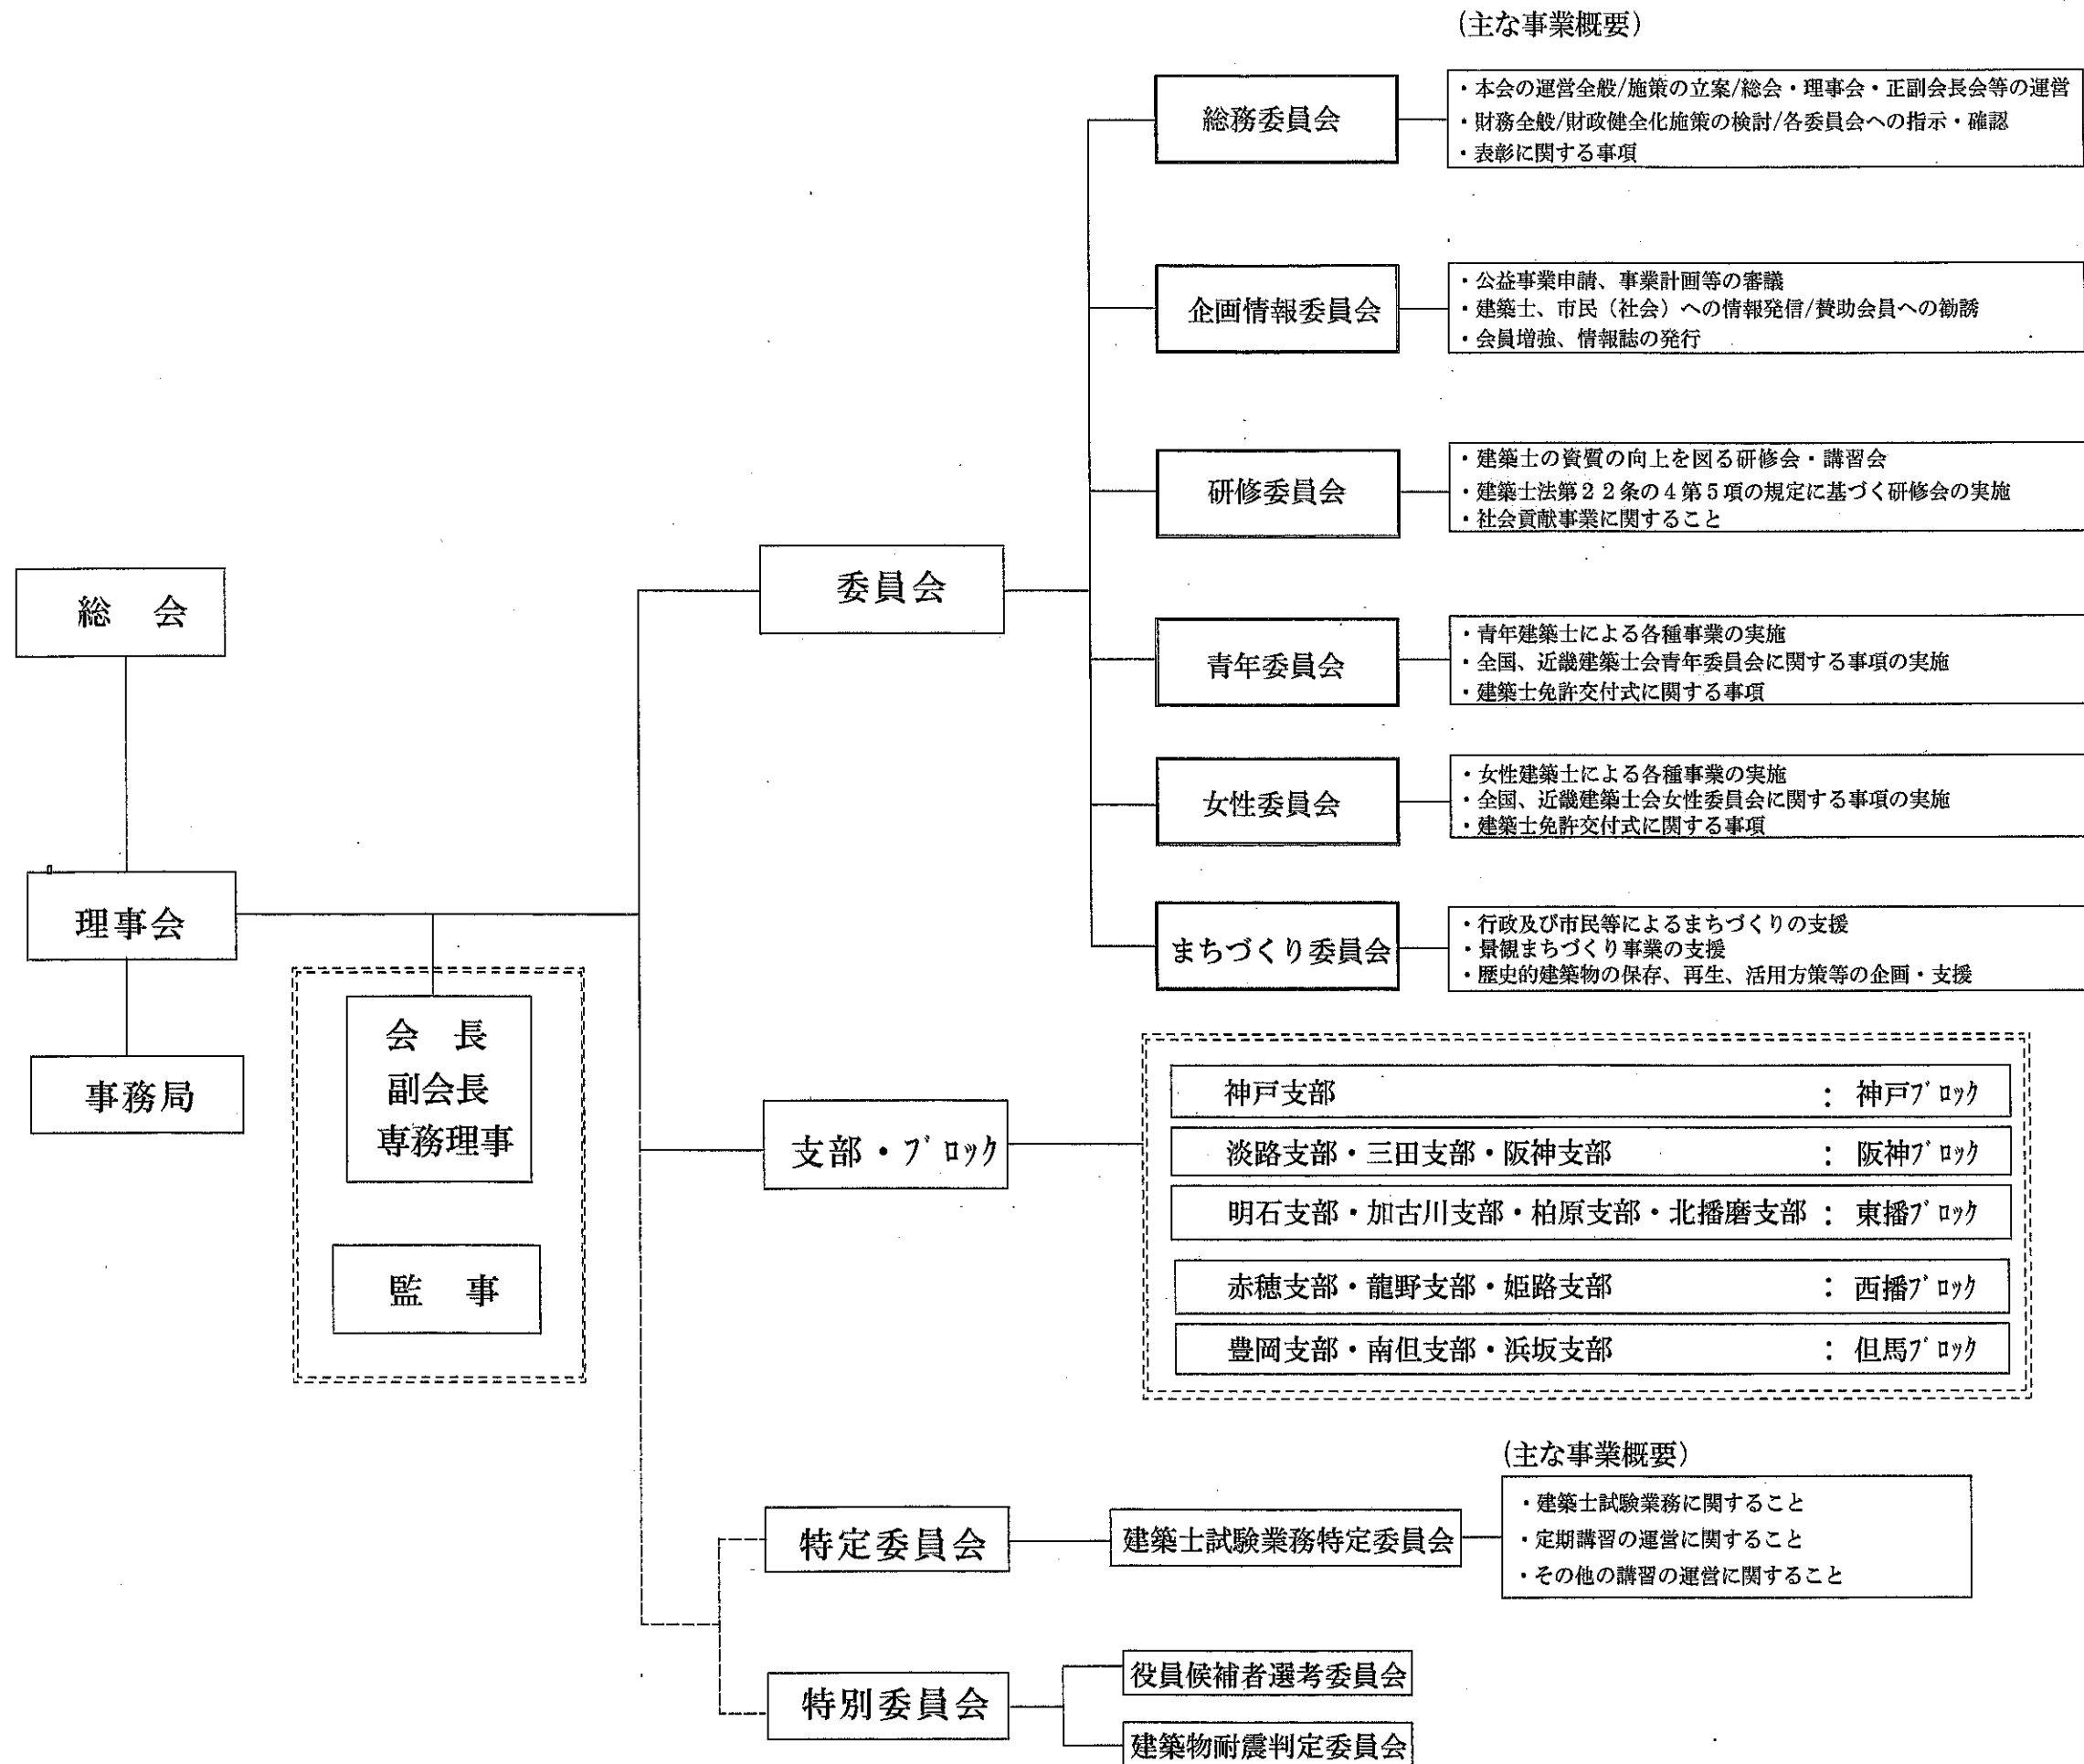 (主な事業概要)
総務委員会
・本会の運営全般/施策の立案/総会・理事会・正副会長会等の運営
・財務全般/財政健全化施策の検討/各委員会への指示・確認
・表彰に関する事項
企画情報委員会
・公益事業申請、事業計画等の審議
・建築士、市民（社会）への情報発信/賛助会員への勧誘
・会員増強、情報誌の発行
研修委員会
・建築士の資質の向上を図る研修会・講習会
・建築士法第２２条の４第５項の規定に基づく研修会の実施
・社会貢献事業に関すること
委員会
総　会
青年委員会
・青年建築士による各種事業の実施
・全国、近畿建築士会青年委員会に関する事項の実施
・建築士免許交付式に関する事項
女性委員会
・女性建築士による各種事業の実施
・全国、近畿建築士会女性委員会に関する事項の実施
・建築士免許交付式に関する事項
理事会
まちづくり委員会
・行政及び市民等によるまちづくりの支援
・景観まちづくり事業の支援
・歴史的建築物の保存、再生、活用方策等の企画・支援
会　長
副会長
専務理事
事務局
監　事
支部・ﾌﾞﾛｯｸ
神戸支部 ： 神戸ﾌﾞﾛｯｸ
淡路支部・三田支部・阪神支部 ： 阪神ﾌﾞﾛｯｸ
明石支部・加古川支部・柏原支部・北播磨支部 ： 東播ﾌﾞﾛｯｸ
赤穂支部・龍野支部・姫路支部 ： 西播ﾌﾞﾛｯｸ
豊岡支部・南但支部・浜坂支部 ： 但馬ﾌﾞﾛｯｸ
(主な事業概要)
特定委員会
建築士試験業務特定委員会
・建築士試験業務に関すること
・定期講習の運営に関すること
・その他の講習の運営に関すること
特別委員会
役員候補者選考委員会
建築物耐震判定委員会